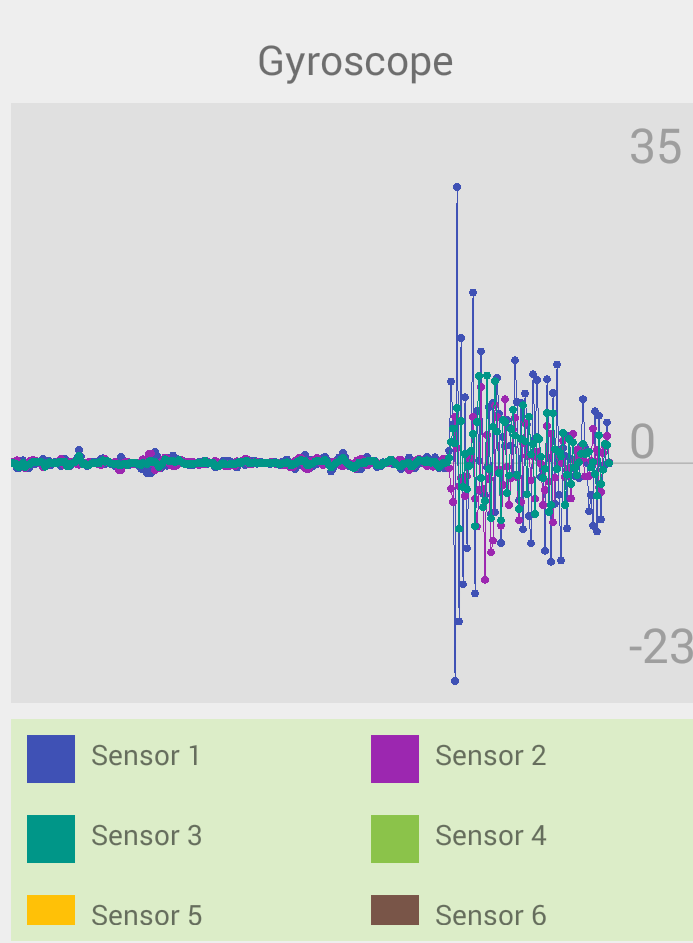 Gyroscope
35
0
-23
Sensor 1
Sensor 2
Sensor 3
Sensor 4
Sensor 5
Sensor 6